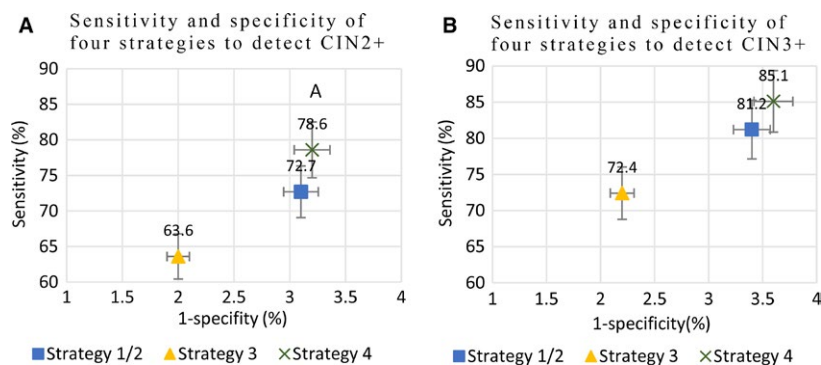 A
Sensitivity and specificity of
four strategies to detect CIN2+
90
85
80
75
70
65
60
Sensitivity (%)
A
78.6
72.7
63.6
1 1.5 2 2.5 3 3.5 4
1-specifity (%)
Strategy 1/2 Strategy 3 Strategy 4
B
Sensitivity and specificity of
four strategies to detect CIN3+
90
85
80
75
70
65
60
Sensitivity (%)
85.1
81.2
72.4
1 1.5 2 2.5 3 3.5 4
1-specificity(%)
Strategy 1/2 Strategy 3 Strategy 4